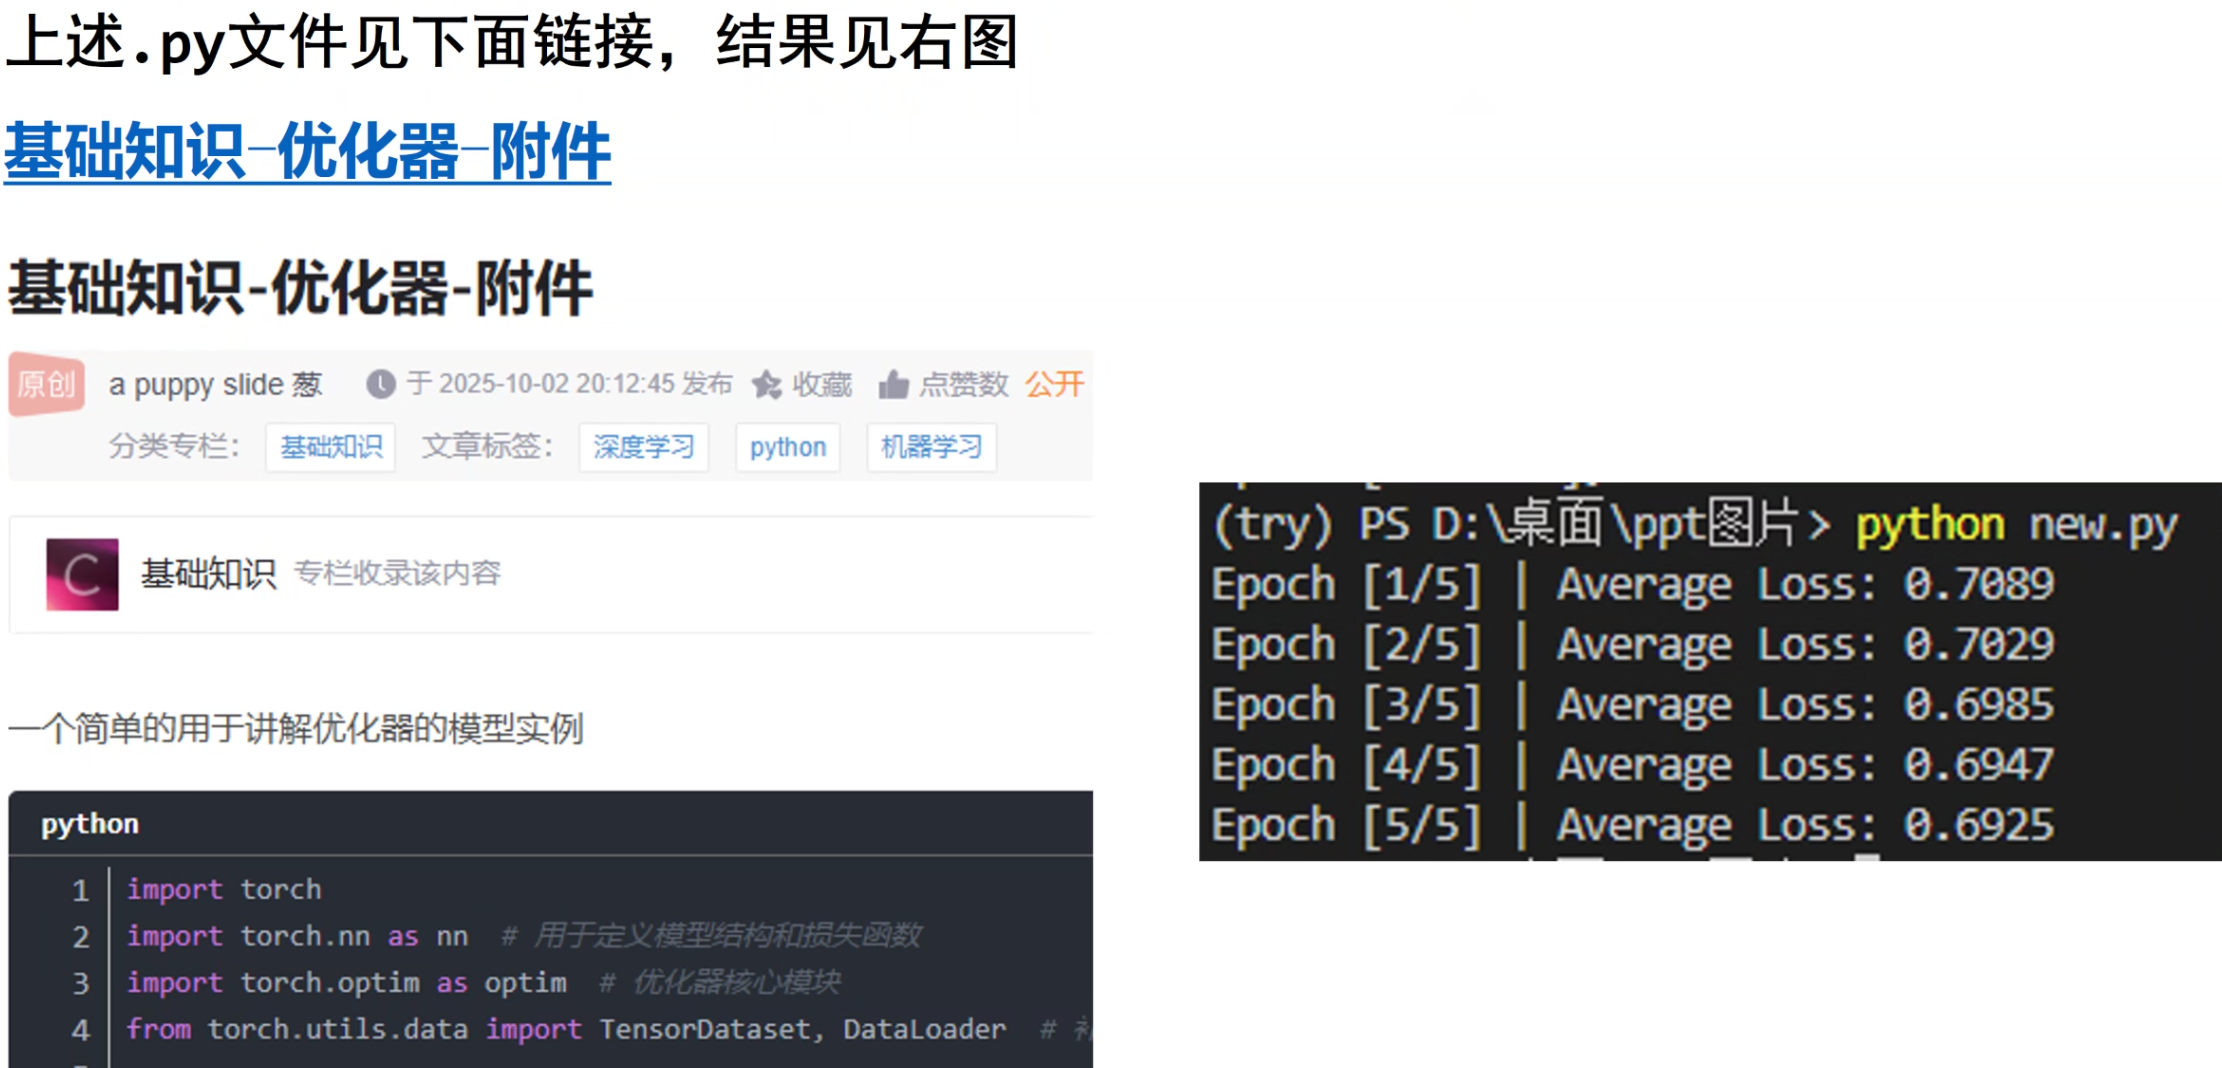 上述.py文件见下面链接，结果见右图
基础知识-优化器-附件
基础知识-优化器-附件
原创 a puppy slide 葱 于 2025-10-02 20:12:45 发布 收藏 点赞数 公开
分类专栏： 基础知识 文章标签： 深度学习 python 机器学习
C 基础知识 专栏收录该内容
一个简单的用于讲解优化器的模型实例
python
1 import torch
2 import torch.nn as nn # 用于定义模型结构和损失函数
3 import torch.optim as optim # 优化器核心模块
4 from torch.utils.data import TensorDataset, DataLoader #
(try) PS D:\桌面\ppt图片> python new.py
Epoch [1/5] | Average Loss: 0.7089
Epoch [2/5] | Average Loss: 0.7029
Epoch [3/5] | Average Loss: 0.6985
Epoch [4/5] | Average Loss: 0.6947
Epoch [5/5] | Average Loss: 0.6925